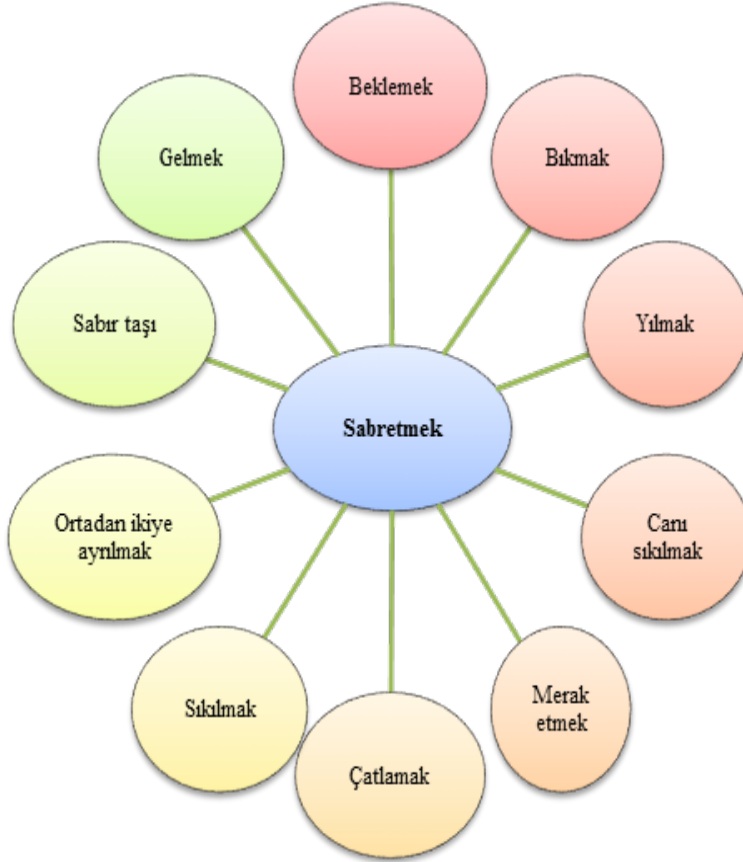 Beklemek
Bıkmak
Yılmak
Canı
sıkılmak
Merak
etmek
Çatlamak
Sıkılmak
Ortadan ikiye
ayrılmak
Sabır taşı
Gelmek
Sabretmek